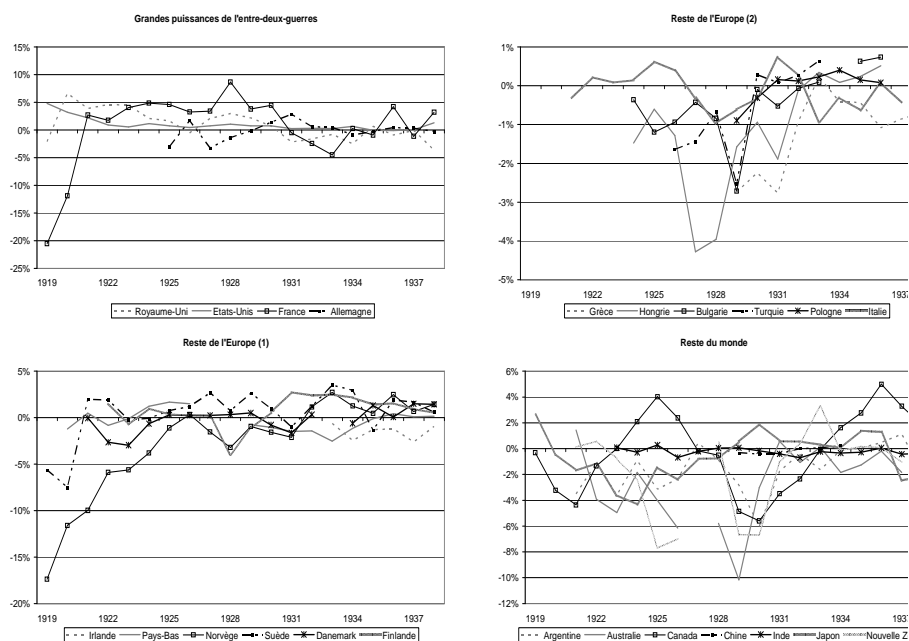 Grandes puissances de l'entre-deux-guerres
15%
10%
5%
0%
-5%
-10%
-15%
-20%
-25%
1919 1922 1925 1928 1931 1934 1937
Royaume-Uni Etats-Unis France Allemagne
Reste de l'Europe (2)
1%
0%
-1%
-2%
-3%
-4%
-5%
1919 1922 1925 1928 1931 1934 1937
Grèce Hongrie Bulgarie Turquie Pologne Italie
Reste de l'Europe (1)
5%
0%
-5%
-10%
-15%
-20%
1919 1922 1925 1928 1931 1934 1937
Irlande Pays-Bas Norvège Suède Danemark Finlande
Reste du monde
6%
4%
2%
0%
-2%
-4%
-6%
-8%
-10%
-12%
1919 1922 1925 1928 1931 1934 1937
Argentine Australie Canada Chine Inde Japon Nouvelle Z